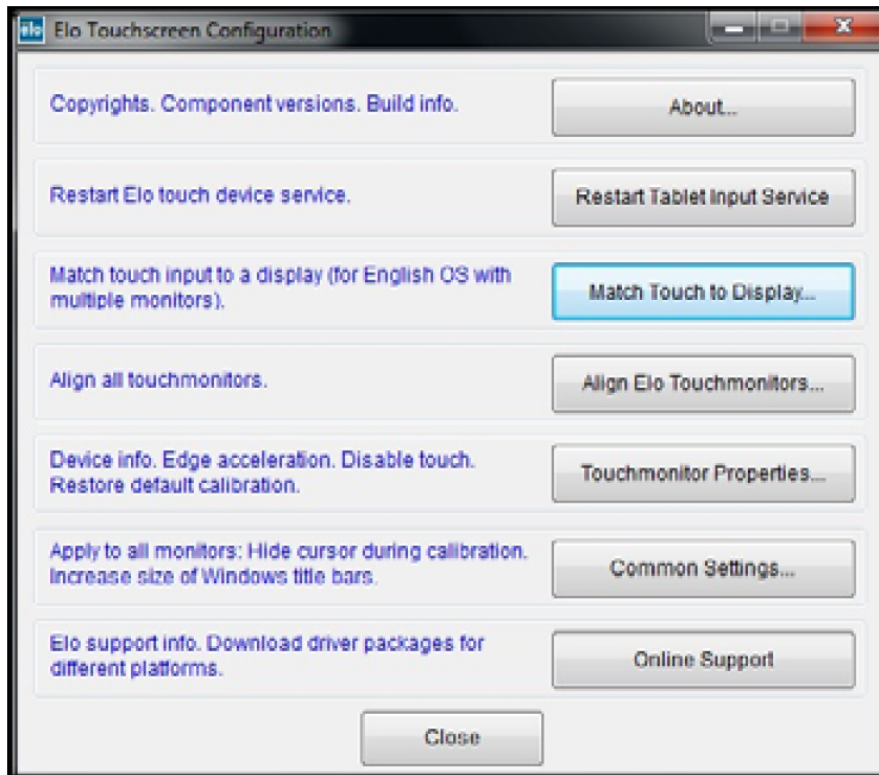 elo Elo Touchscreen Configuration
Copyrights. Component versions. Build info.
About...
Restart Elo touch device service.
Restart Tablet Input Service
Match touch input to a display (for English OS with
multiple monitors).
Match Touch to Display...
Align all touchmonitors.
Align Elo Touchmonitors...
Device info. Edge acceleration. Disable touch.
Restore default calibration.
Touchmonitor Properties...
Apply to all monitors: Hide cursor during calibration.
Increase size of Windows title bars.
Common Settings...
Elo support info. Download driver packages for
different platforms.
Online Support
Close